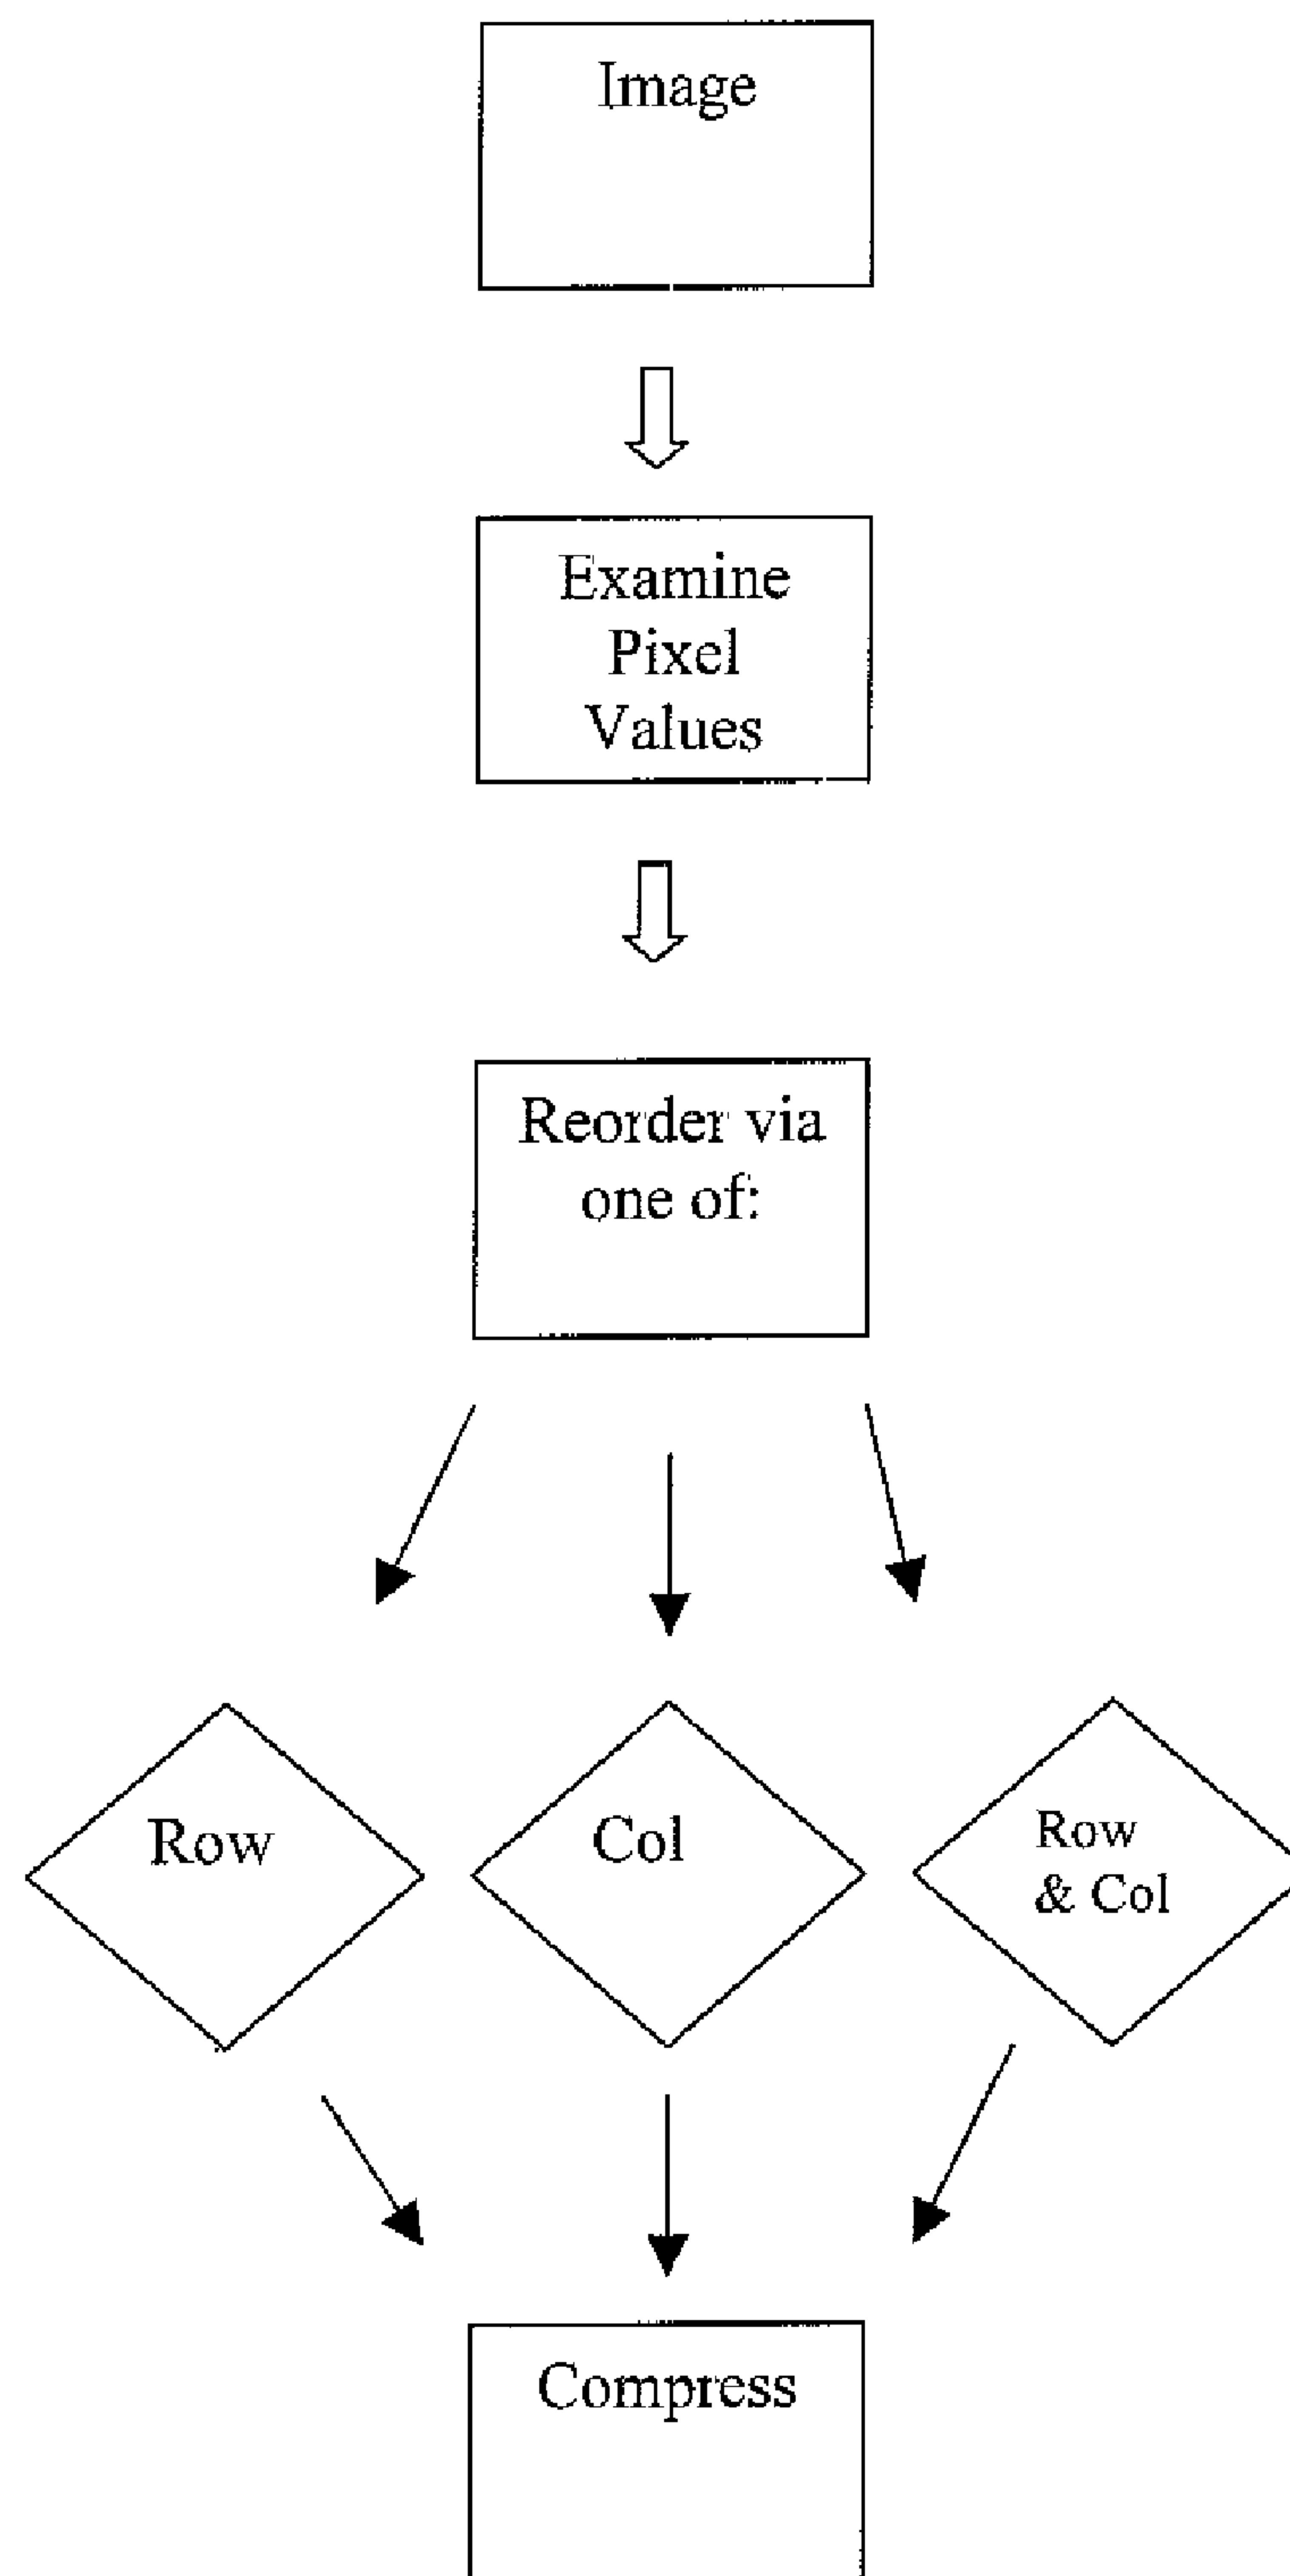 Image
Examine
Pixel
Values
Reorder via
one of:
Row
Col
Row
& Col
Compress